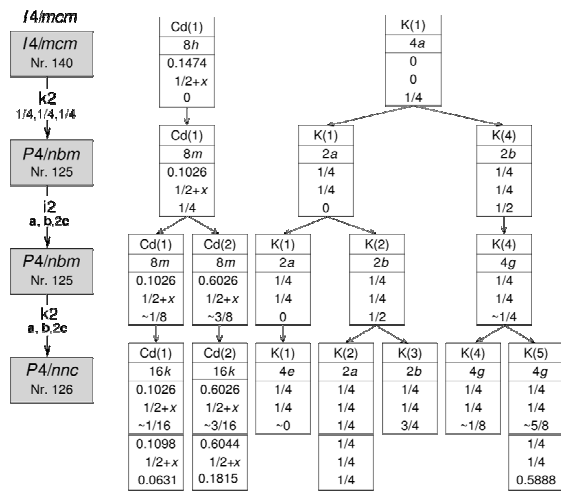 I4/mcm
I4/mcm
Nr. 140
k2
1/4,1/4,1/4
P4/nbm
Nr. 125
i2
a, b,2c
P4/nbm
Nr. 125
k2
a, b,2c
P4/nnc
Nr. 126
Cd(1)
8h
0.1474
1/2+x
0
K(1)
4a
0
0
1/4
Cd(1)
8m
0.1026
1/2+x
1/4
K(1)
2a
1/4
1/4
0
K(4)
2b
1/4
1/4
1/2
Cd(1)
8m
0.1026
1/2+x
~1/8
Cd(2)
8m
0.6026
1/2+x
~3/8
K(1)
2a
1/4
1/4
0
K(2)
2b
1/4
1/4
1/2
K(4)
4g
1/4
1/4
~1/4
Cd(1)
16k
0.1026
1/2+x
~1/16
0.1098
1/2+x
0.0631
Cd(2)
16k
0.6026
1/2+x
~3/16
0.6044
1/2+x
0.1815
K(1)
4e
1/4
1/4
~0
K(2)
2a
1/4
1/4
1/4
1/4
1/4
1/4
K(3)
2b
1/4
1/4
3/4
K(4)
4g
1/4
1/4
~1/8
K(5)
4g
1/4
1/4
~5/8
1/4
1/4
0.5888